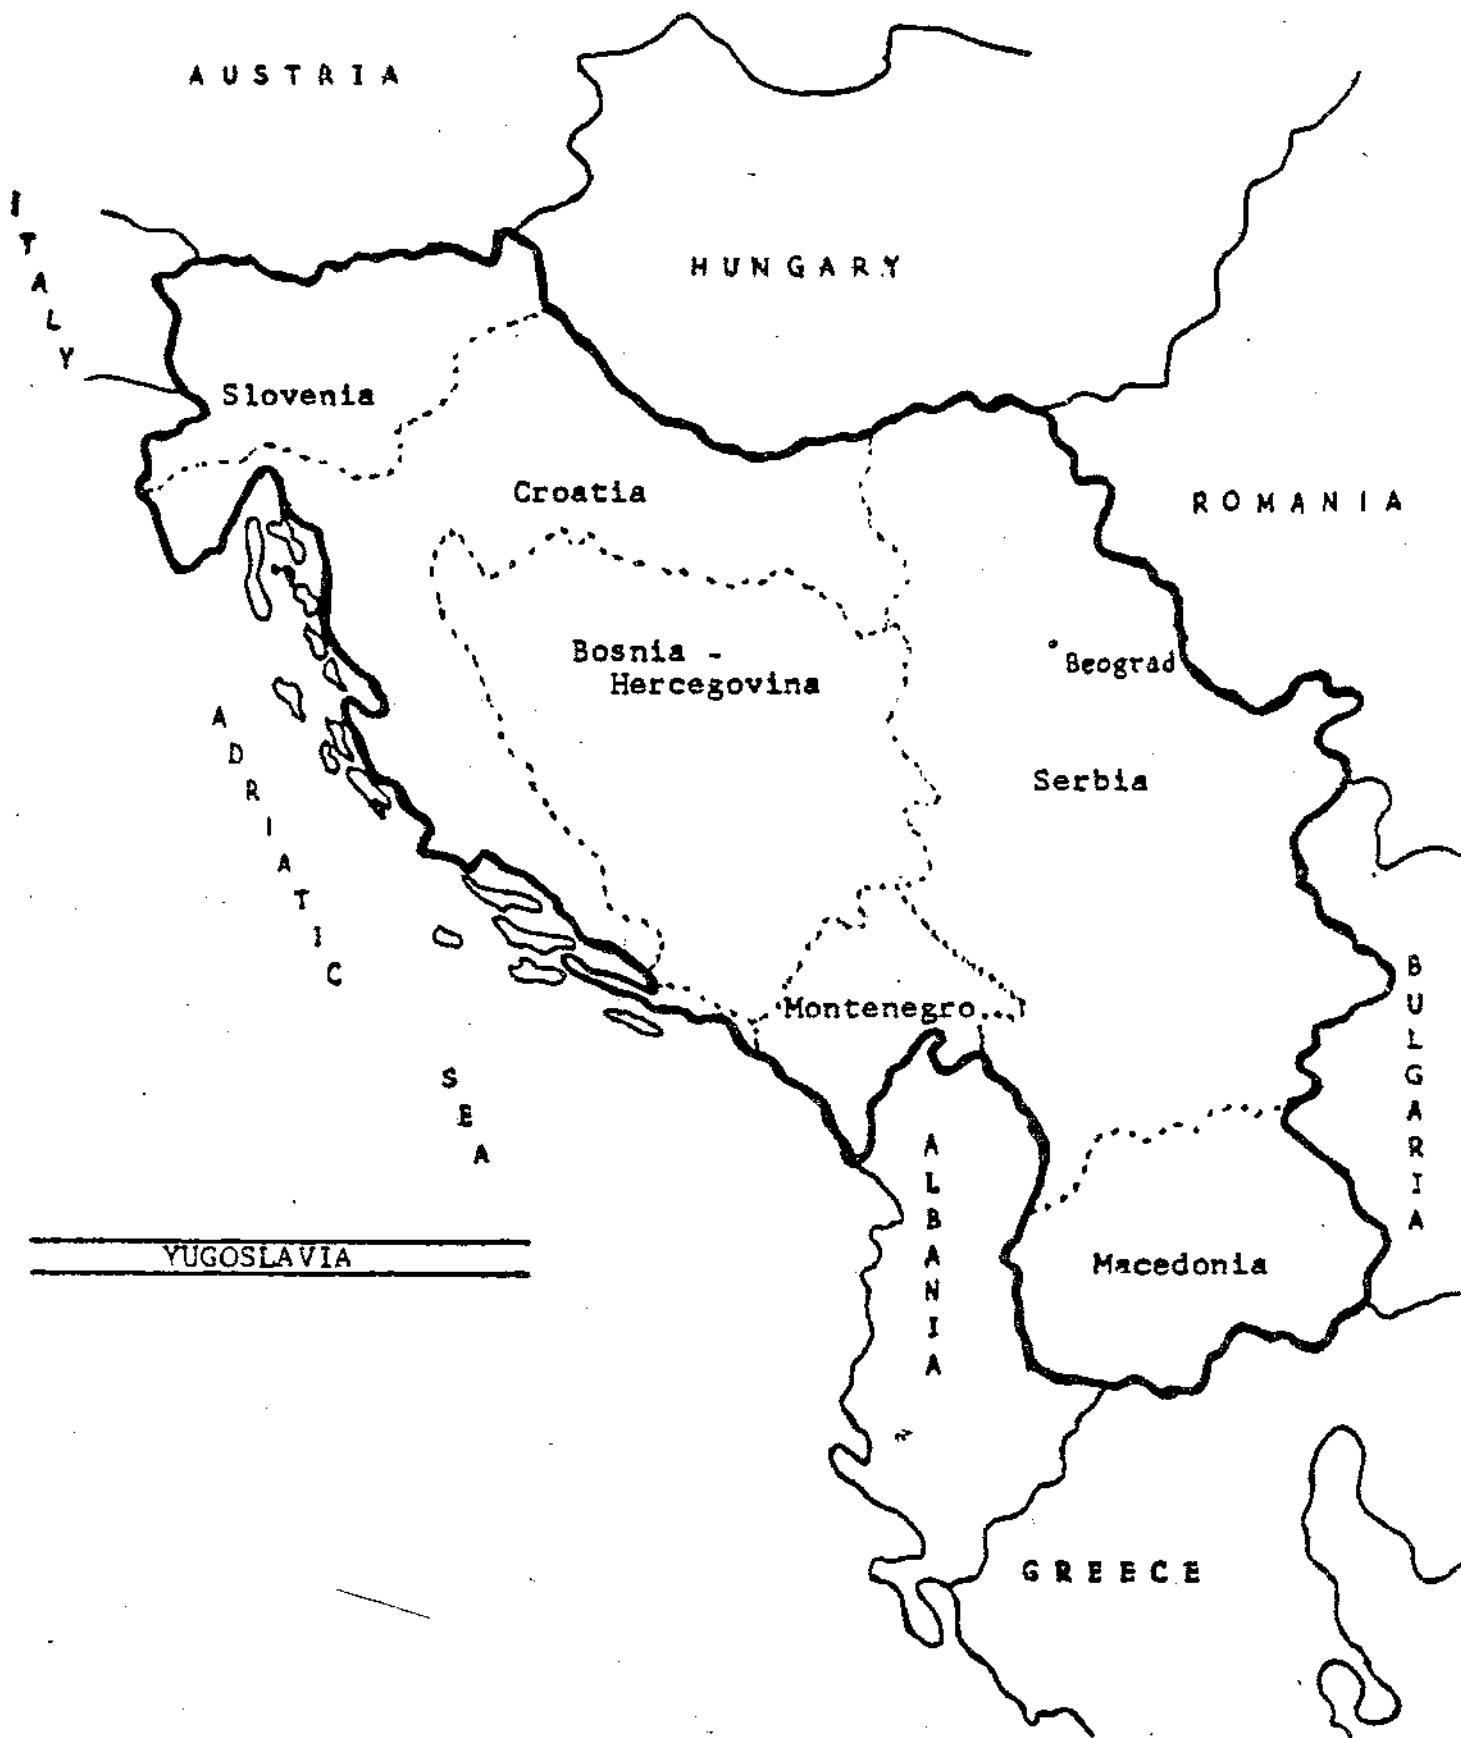 AUSTRIA
ITALY
HUNGARY
Slovenia
Croatia
ROMANIA
Bosnia -
Hercegovina
Beograd
ADRIATIC
SEA
Serbia
BULGARIA
Montenegro
ALBANIA
YUGOSLAVIA
Macedonia
GREECE